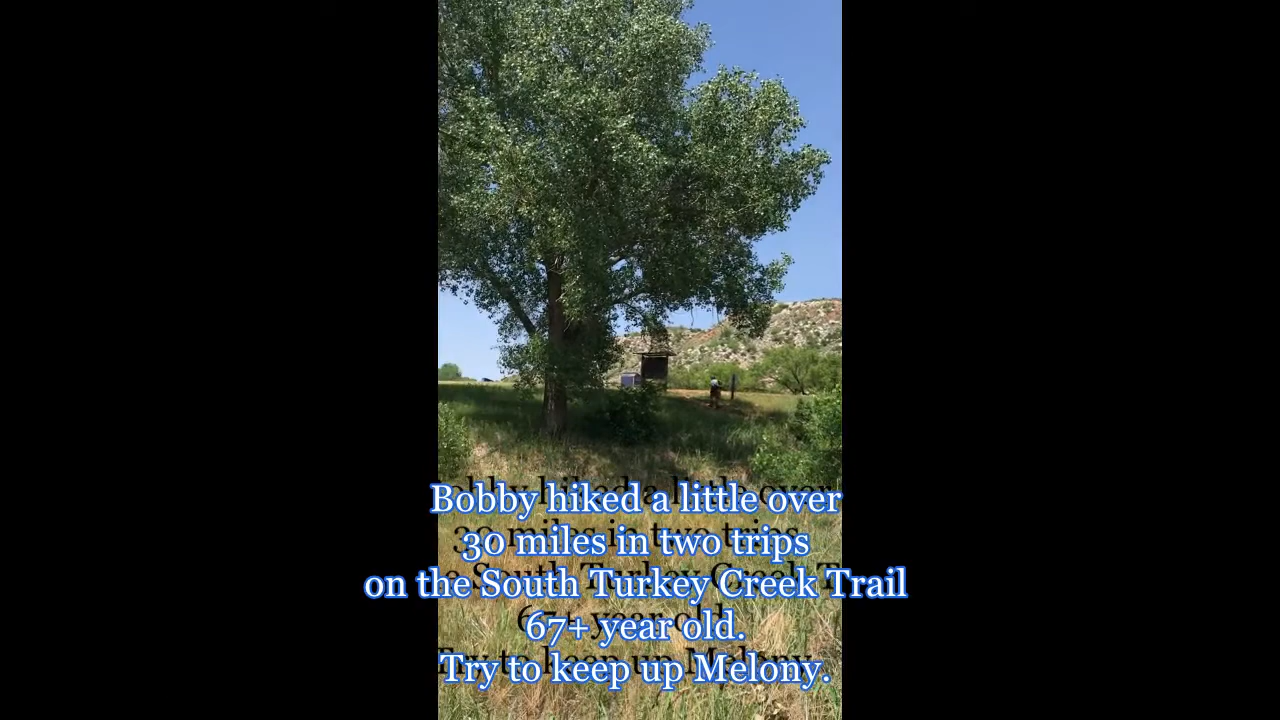 Bobby hiked a little over
30 miles in two trips
on the South Turkey Creek Trail
67+ year old.
Try to keep up Melony.